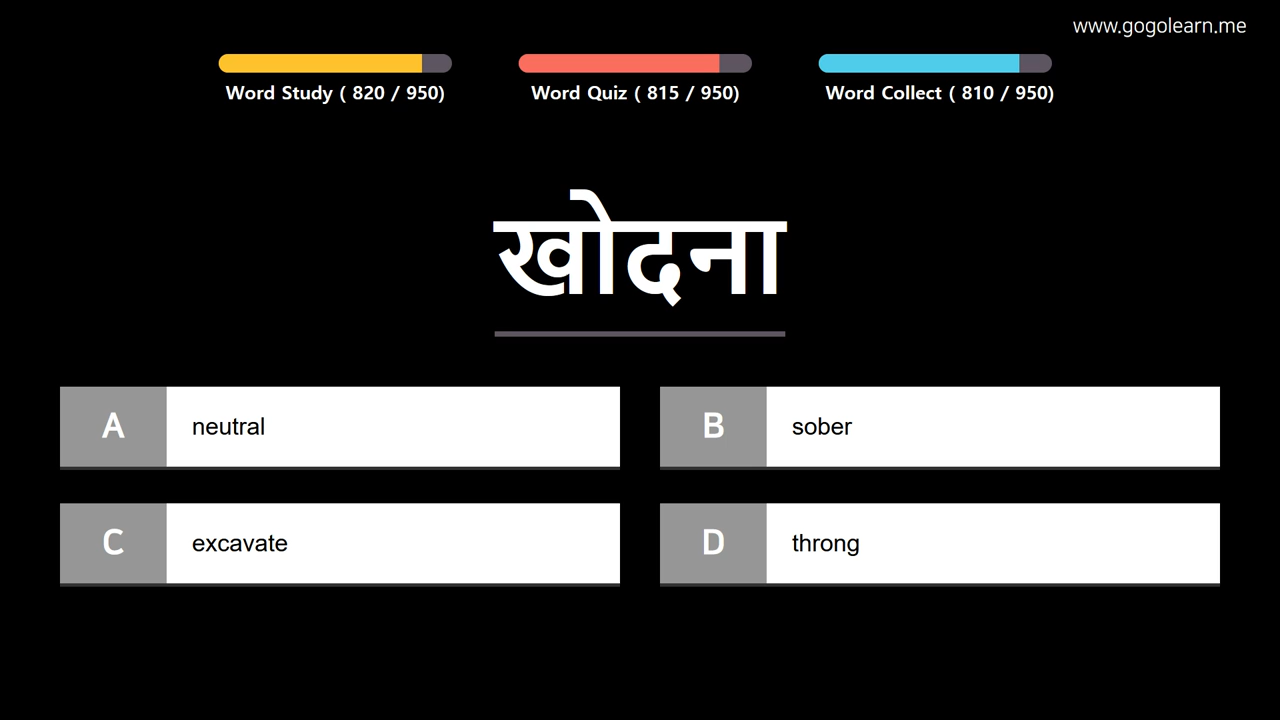 www.gogolearn.me
Word Study ( 820 / 950)
Word Quiz ( 815 / 950)
Word Collect ( 810 / 950)
खोदना
A neutral
B sober
C excavate
D throng